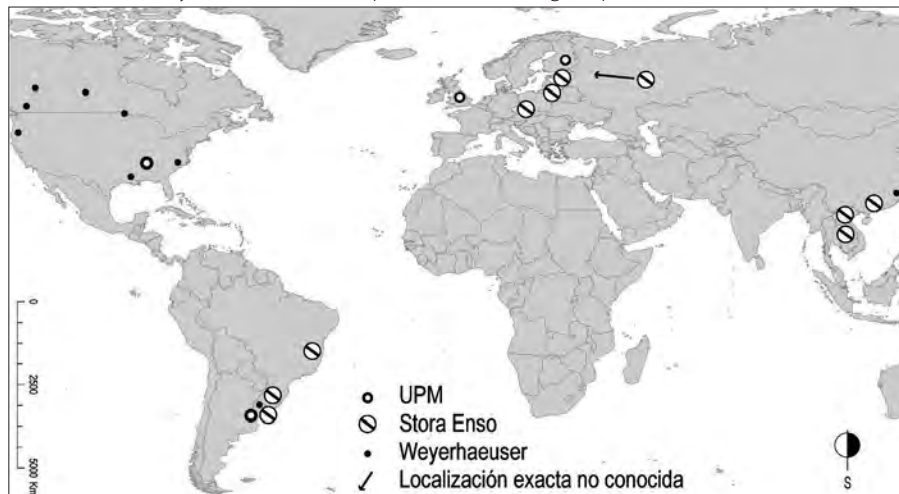 0
2500
5000 Km
UPM
Stora Enso
Weyerhaeuser
Localización exacta no conocida
S